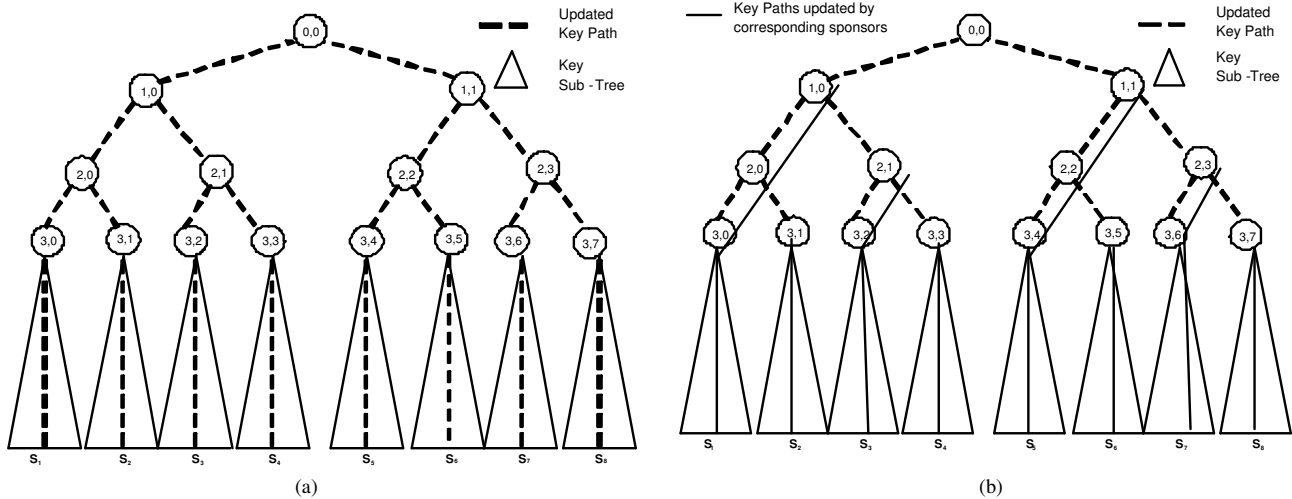 0,0
Updated
Key Path
Key
Sub -Tree
1,0
1,1
2,0
2,1
2,2
2,3
3,0
3,1
3,2
3,3
3,4
3,5
3,6
3,7
S1
S2
S3
S4
S5
S6
S7
S8
(a)
Key Paths updated by
corresponding sponsors
0,0
Updated
Key Path
Key
Sub -Tree
1,0
1,1
2,0
2,1
2,2
2,3
3,0
3,1
3,2
3,3
3,4
3,5
3,6
3,7
S1
S2
S3
S4
S5
S6
S7
S8
(b)